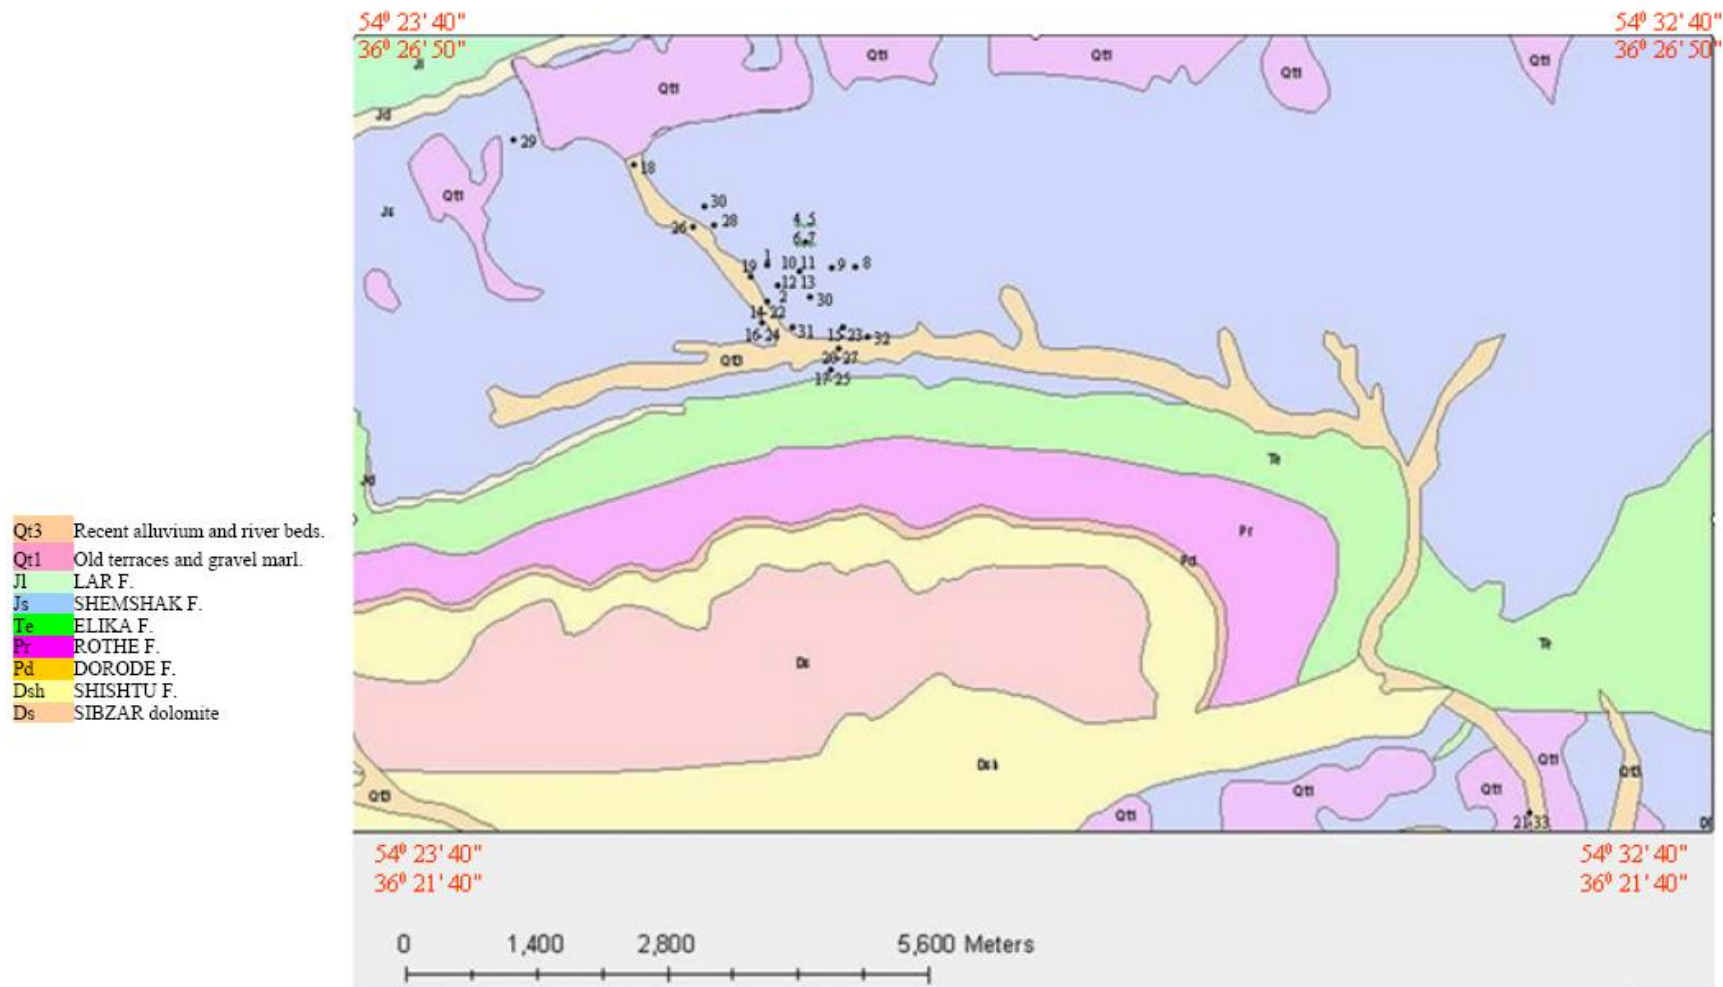 54⁰ 23' 40"
36⁰ 26' 50"
54⁰ 32' 40"
36⁰ 26' 50"
Jl
Qt1
Qt1
Qt1
Qt1
Qt1
Jd
29
18
Qt1
Js
30
28
26
4 5
6 7
1
19
10 11
9
8
12 13
2
30
14-22
16-24
31
15-23
32
Qt3
20-27
17-25
Te
Jd
Pr
Pd
Te
Ds
Dsh
Qt3
Qt1
Qt1
Qt1
Qt1
Qt3
21-33
Qt3 Recent alluvium and river beds.
Qt1 Old terraces and gravel marl.
Jl LAR F.
Js SHEMSHAK F.
Te ELIKA F.
Pr ROTHE F.
Pd DORODE F.
Dsh SHISHTU F.
Ds SIBZAR dolomite
54⁰ 23' 40"
36⁰ 21' 40"
54⁰ 32' 40"
36⁰ 21' 40"
0 1,400 2,800 5,600 Meters